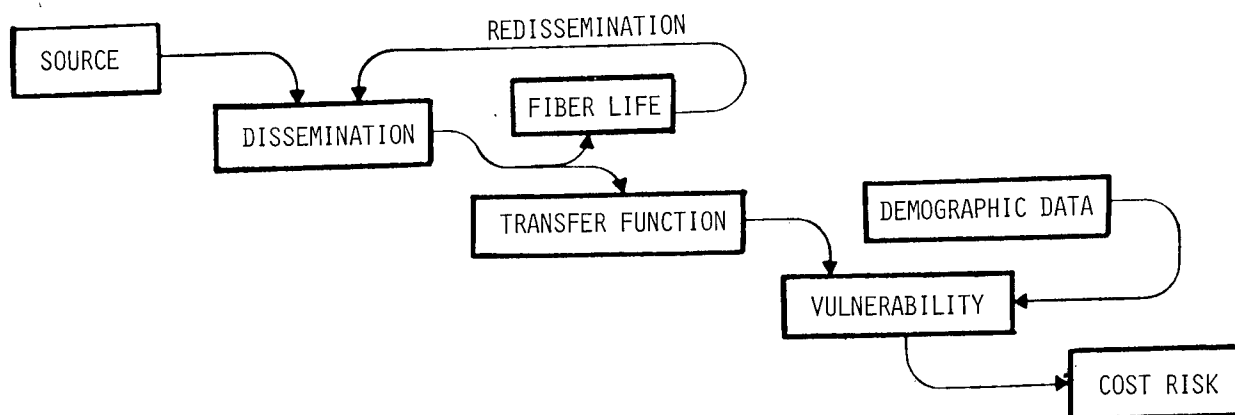 REDISSEMINATION
SOURCE
FIBER LIFE
DISSEMINATION
TRANSFER FUNCTION
DEMOGRAPHIC DATA
VULNERABILITY
COST RISK